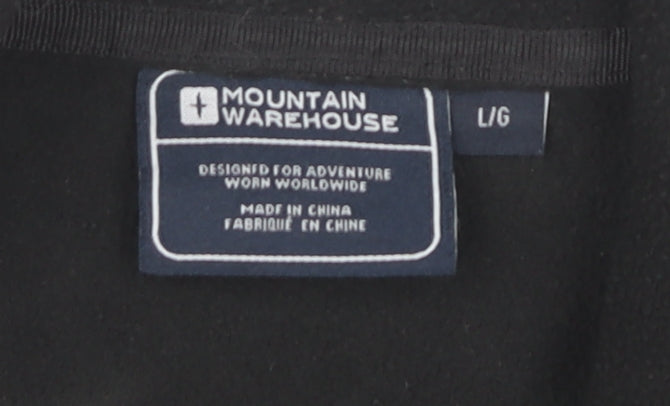 MOUNTAIN
WAREHOUSE
L/G
DESIGNED FOR ADVENTURE
WORN WORLDWIDE
MADE IN CHINA
FABRIQUÉ EN CHINE